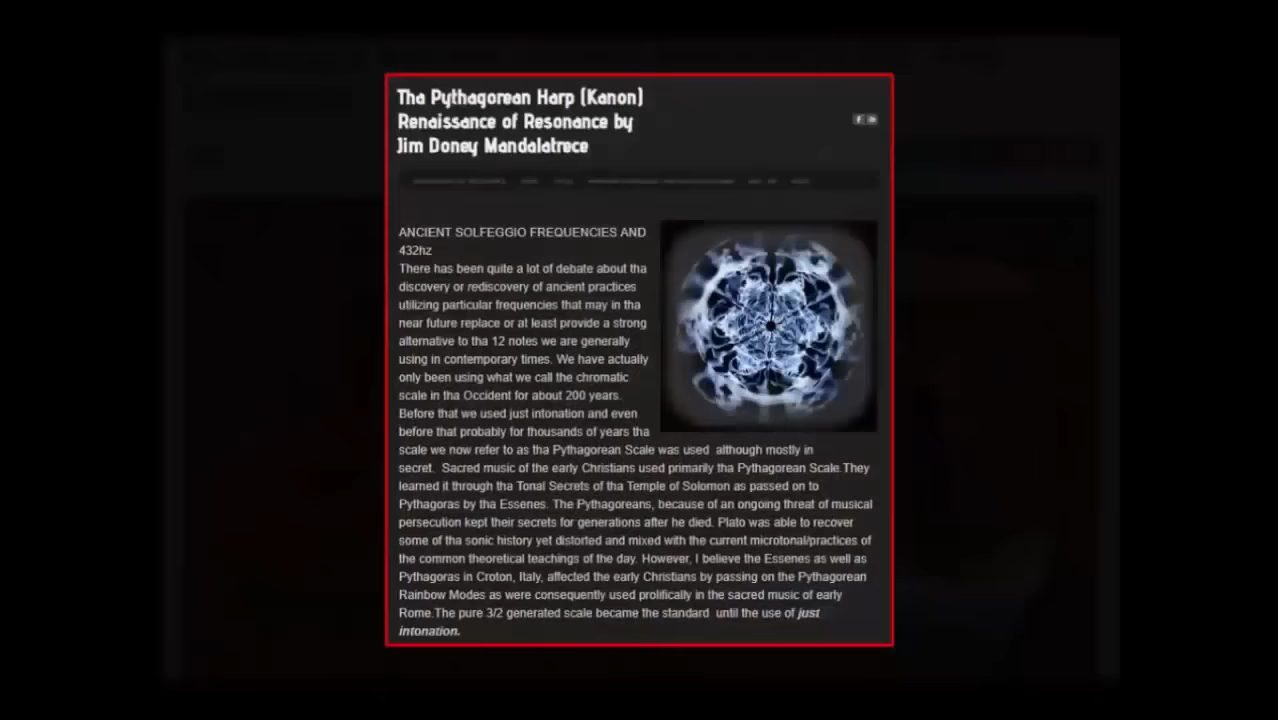 Tha Pythagorean Harp (Kanon)
Renaissance of Resonance by
Jim Doney Mandalatrece
ANCIENT SOLFEGGIO FREQUENCIES AND
432hz
There has been quite a lot of debate about tha
discovery or rediscovery of ancient practices
utilizing particular frequencies that may in tha
near future replace or at least provide a strong
alternative to tha 12 notes we are generally
using in contemporary times. We have actually
only been using what we call the chromatic
scale in tha Occident for about 200 years.
Before that we used just intonation and even
before that probably for thousands of years tha
scale we now refer to as tha Pythagorean Scale was used although mostly in
secret. Sacred music of the early Christians used primarily tha Pythagorean Scale.They
learned it through tha Tonal Secrets of tha Temple of Solomon as passed on to
Pythagoras by tha Essenes. The Pythagoreans, because of an ongoing threat of musical
persecution kept their secrets for generations after he died. Plato was able to recover
some of tha sonic history yet distorted and mixed with the current microtonal/practices of
the common theoretical teachings of the day. However, I believe the Essenes as well as
Pythagoras in Croton, Italy, affected the early Christians by passing on the Pythagorean
Rainbow Modes as were consequently used prolifically in the sacred music of early
Rome.The pure 3/2 generated scale became the standard until the use of just
intonation.